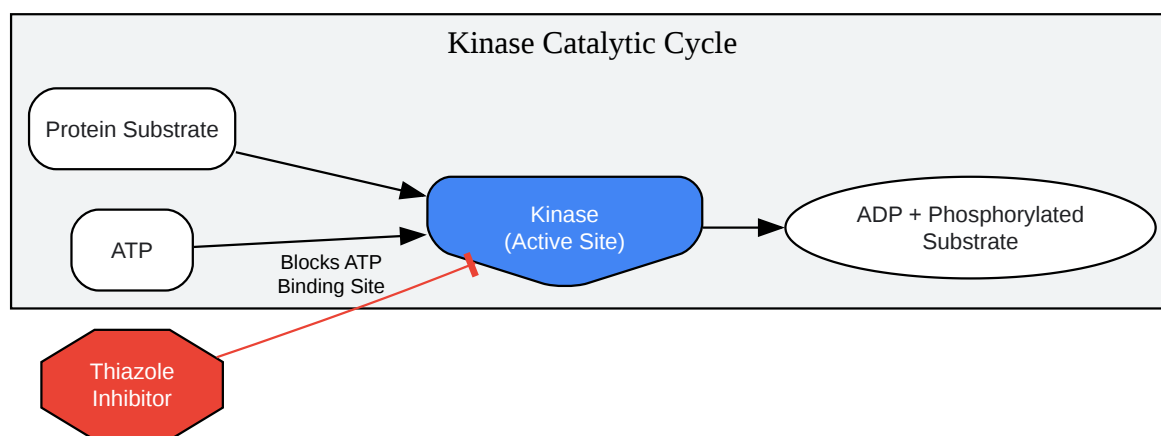 Kinase Catalytic Cycle
Protein Substrate
ATP
Kinase
(Active Site)
ADP + Phosphorylated
Substrate
Blocks ATP
Binding Site
Thiazole
Inhibitor